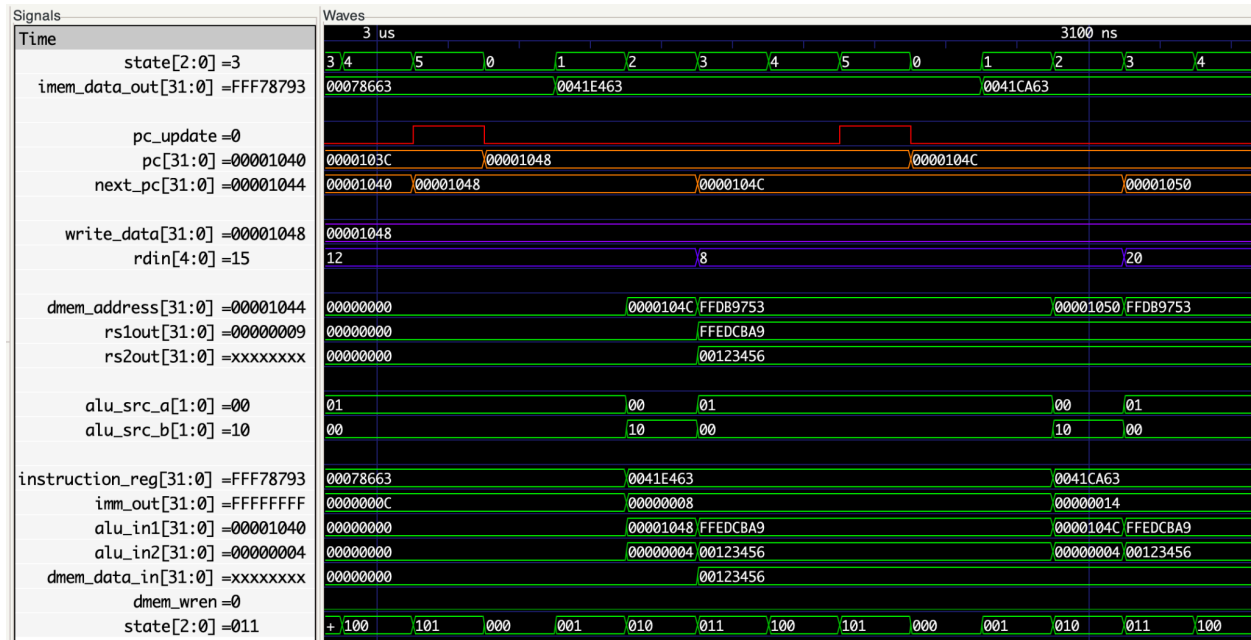 Signals Waves
Time 3 us 3100 ns
state[2:0] =3 3 4 5 0 1 2 3 4 5 0 1 2 3 4
imem_data_out[31:0] =FFF78793 00078663 0041E463 0041CA63
pc_update =0
pc[31:0] =00001040 0000103C 00001048 0000104C
next_pc[31:0] =00001044 00001040 00001048 0000104C 00001050
write_data[31:0] =00001048 00001048
rdin[4:0] =15 12 8 20
dmem_address[31:0] =00001044 00000000 0000104C FFDB9753 00001050 FFDB9753
rs1out[31:0] =00000009 00000000 FFEDCBA9
rs2out[31:0] =xxxxxxxx 00000000 00123456
alu_src_a[1:0] =00 01 00 01 00 01
alu_src_b[1:0] =10 00 10 00 10 00
instruction_reg[31:0] =FFF78793 00078663 0041E463 0041CA63
imm_out[31:0] =FFFFFFFF 0000000C 00000008 00000014
alu_in1[31:0] =00001040 00000000 00001048 FFEDCBA9 0000104C FFEDCBA9
alu_in2[31:0] =00000004 00000000 00000004 00123456 00000004 00123456
dmem_data_in[31:0] =xxxxxxxx 00000000 00123456
dmem_wren =0
state[2:0] =011 + 100 101 000 001 010 011 100 101 000 001 010 011 100